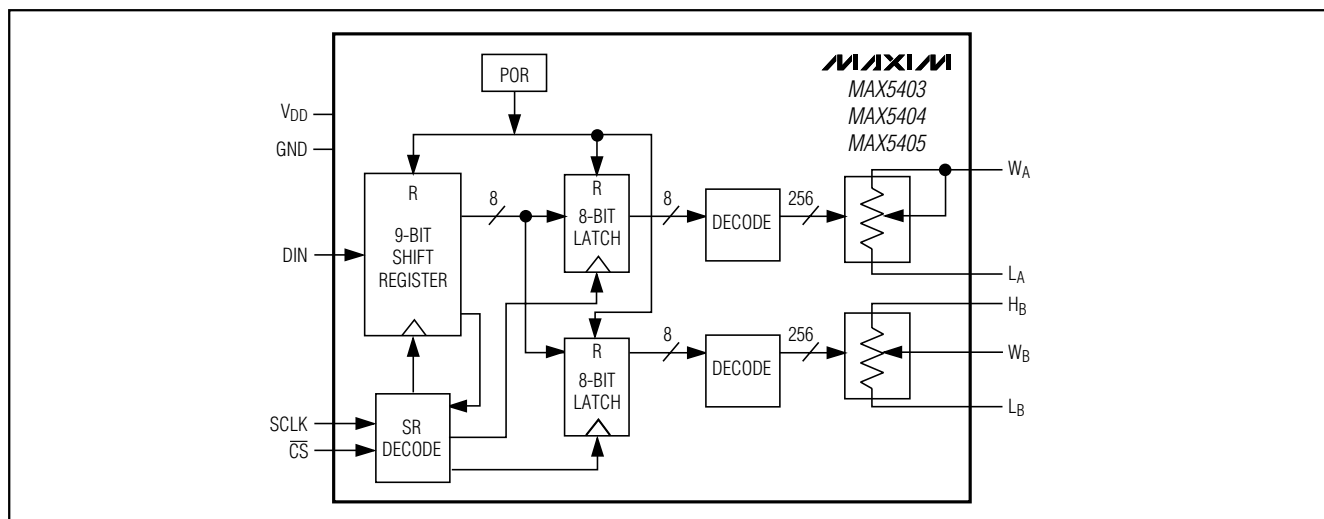 MAXIM
MAX5403
MAX5404
MAX5405
POR
VDD
GND
R
9-BIT
SHIFT
REGISTER
8
R
8-BIT
LATCH
8
DECODE
256
WA
LA
DIN
HB
R
8-BIT
LATCH
8
DECODE
256
WB
LB
SCLK
CS
SR
DECODE